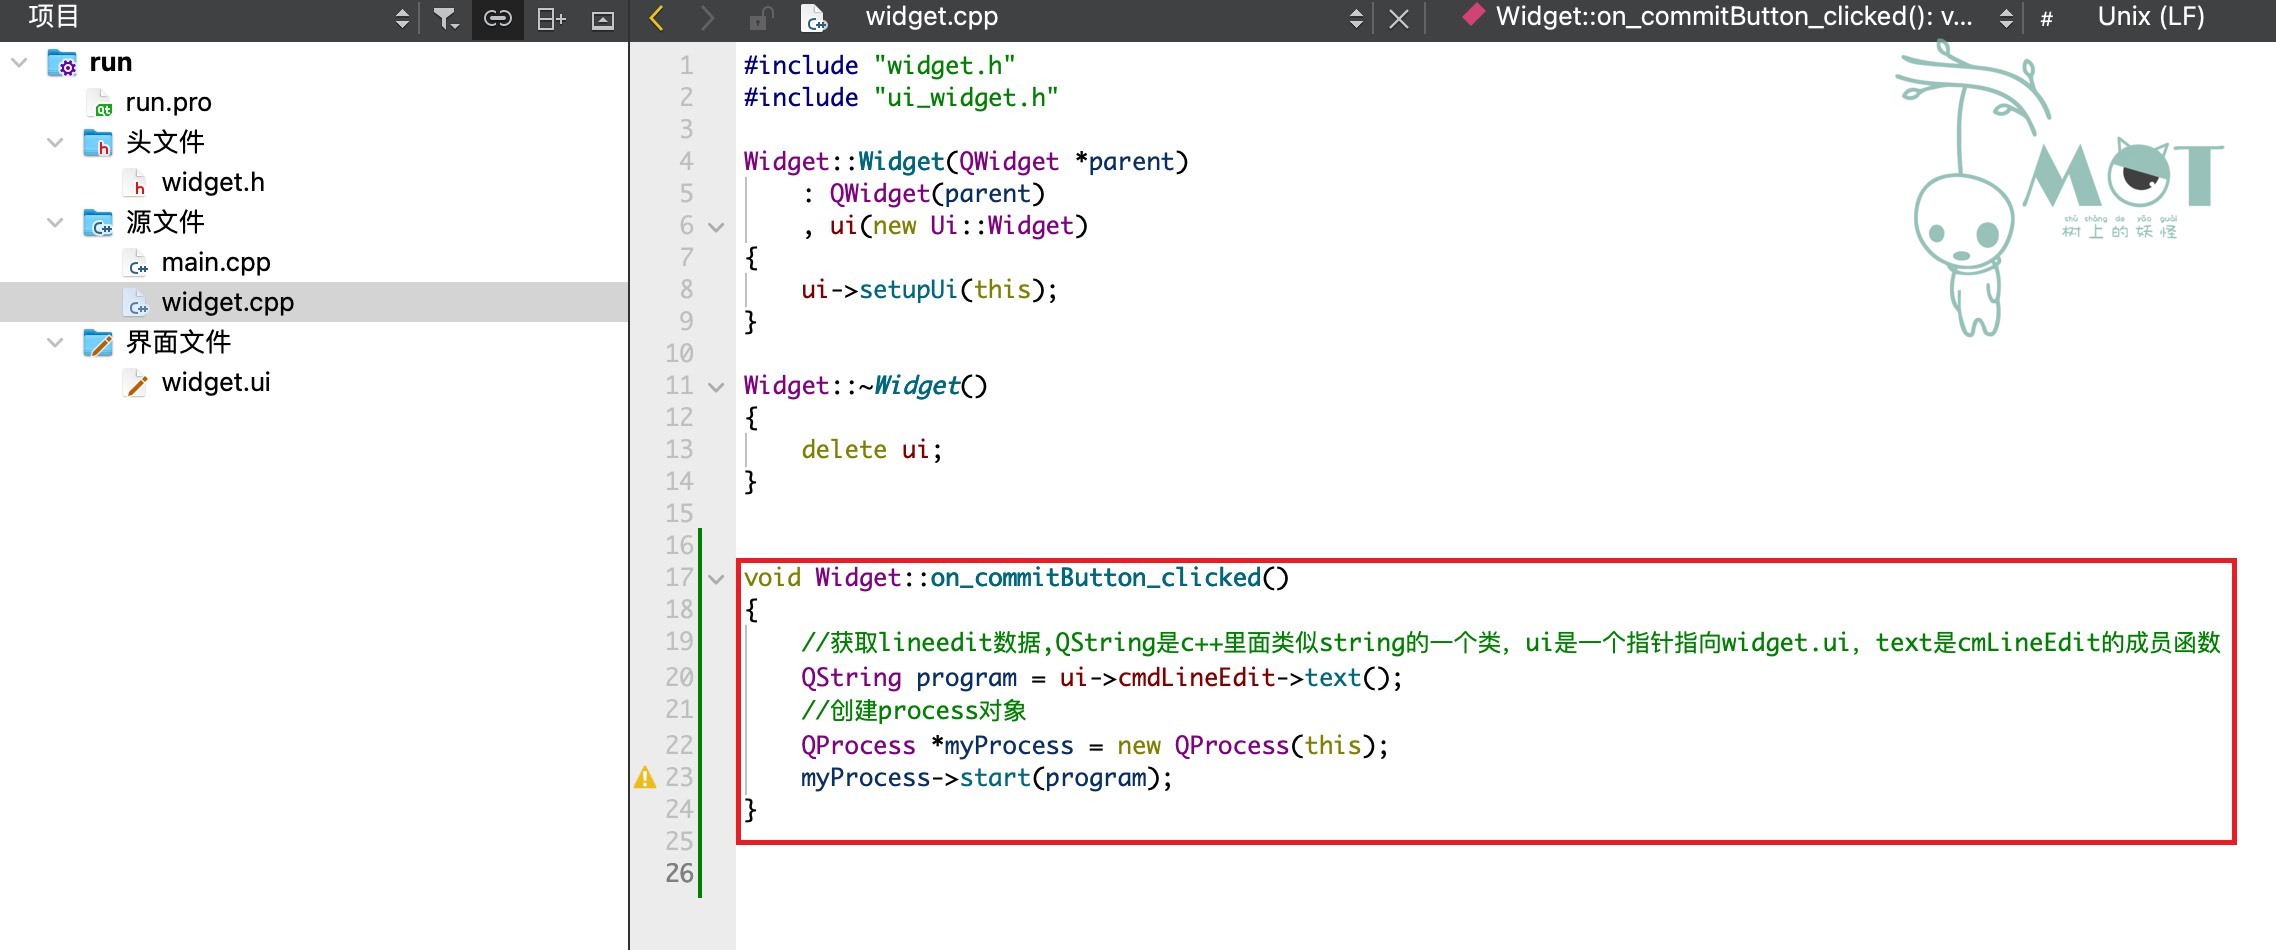 项目
widget.cpp
Widget::on_commitButton_clicked(): v...
#
Unix (LF)
run
run.pro
头文件
widget.h
源文件
main.cpp
widget.cpp
界面文件
widget.ui
1 #include "widget.h"
2 #include "ui_widget.h"
3
4 Widget::Widget(QWidget *parent)
5 : QWidget(parent)
6 , ui(new Ui::Widget)
7 {
8 ui->setupUi(this);
9 }
10
11 Widget::~Widget()
12 {
13 delete ui;
14 }
15
16
17 void Widget::on_commitButton_clicked()
18 {
19 //获取lineedit数据,QString是c++里面类似string的一个类，ui是一个指针指向widget.ui，text是cmLineEdit的成员函数
20 QString program = ui->cmdLineEdit->text();
21 //创建process对象
22 QProcess *myProcess = new QProcess(this);
23 myProcess->start(program);
24 }
25
26
MOT
shù shàng de yāo guài
树上的妖怪